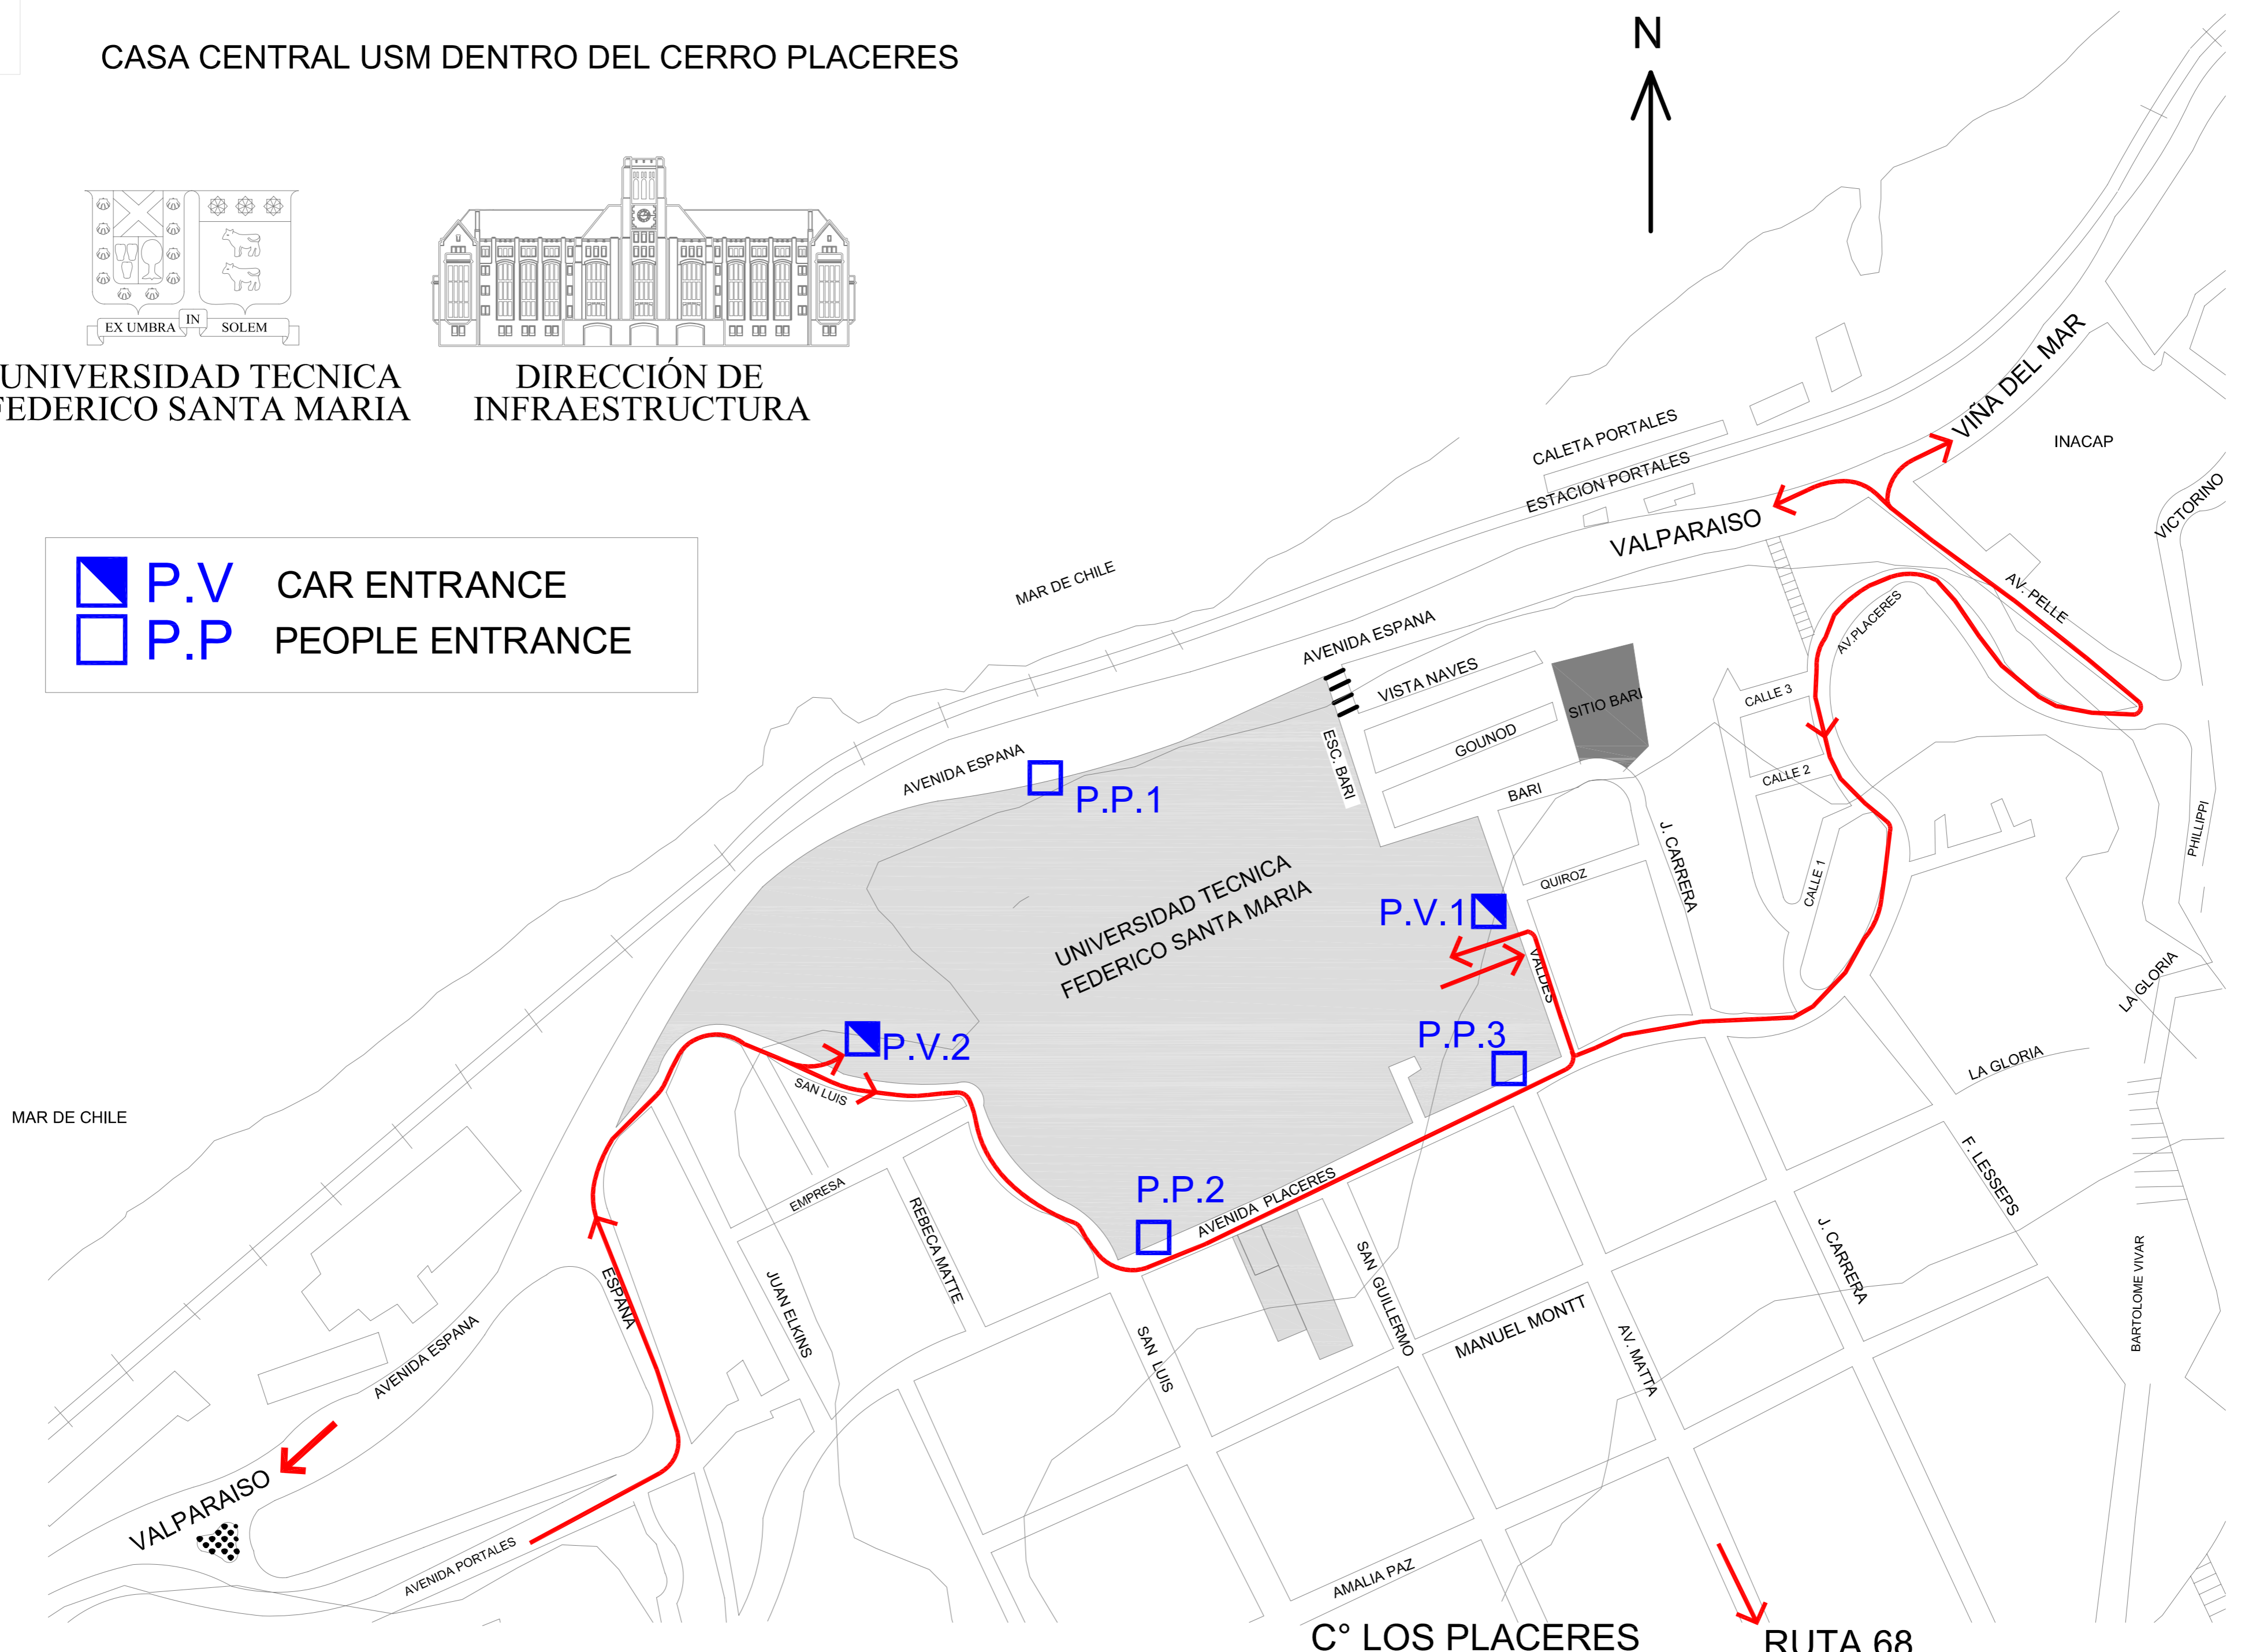 CASA CENTRAL USM DENTRO DEL CERRO PLACERES
N
EX UMBRA IN SOLEM
UNIVERSIDAD TECNICA
FEDERICO SANTA MARIA
DIRECCIÓN DE
INFRAESTRUCTURA
P.V CAR ENTRANCE
P.P PEOPLE ENTRANCE
VIÑA DEL MAR
INACAP
CALETA PORTALES
ESTACION PORTALES
VICTORINO
VALPARAISO
MAR DE CHILE
AV. PELLE
AV.PLACERES
AVENIDA ESPANA
VISTA NAVES
SITIO BARI
CALLE 3
GOUNOD
ESC. BARI
AVENIDA ESPANA
CALLE 2
BARI
P.P.1
PHILLIPPI
J. CARRERA
QUIROZ
CALLE 1
UNIVERSIDAD TECNICA
FEDERICO SANTA MARIA
P.V.1
VALDES
LA GLORIA
P.P.3
P.V.2
LA GLORIA
SAN LUIS
MAR DE CHILE
F. LESSEPS
P.P.2
EMPRESA
AVENIDA PLACERES
REBECA MATTE
J. CARRERA
BARTOLOME VIVAR
ESPANA
JUAN ELKINS
SAN GUILLERMO
MANUEL MONTT
AVENIDA ESPANA
SAN LUIS
AV. MATTA
VALPARAISO
AVENIDA PORTALES
AMALIA PAZ
C° LOS PLACERES
RUTA 68